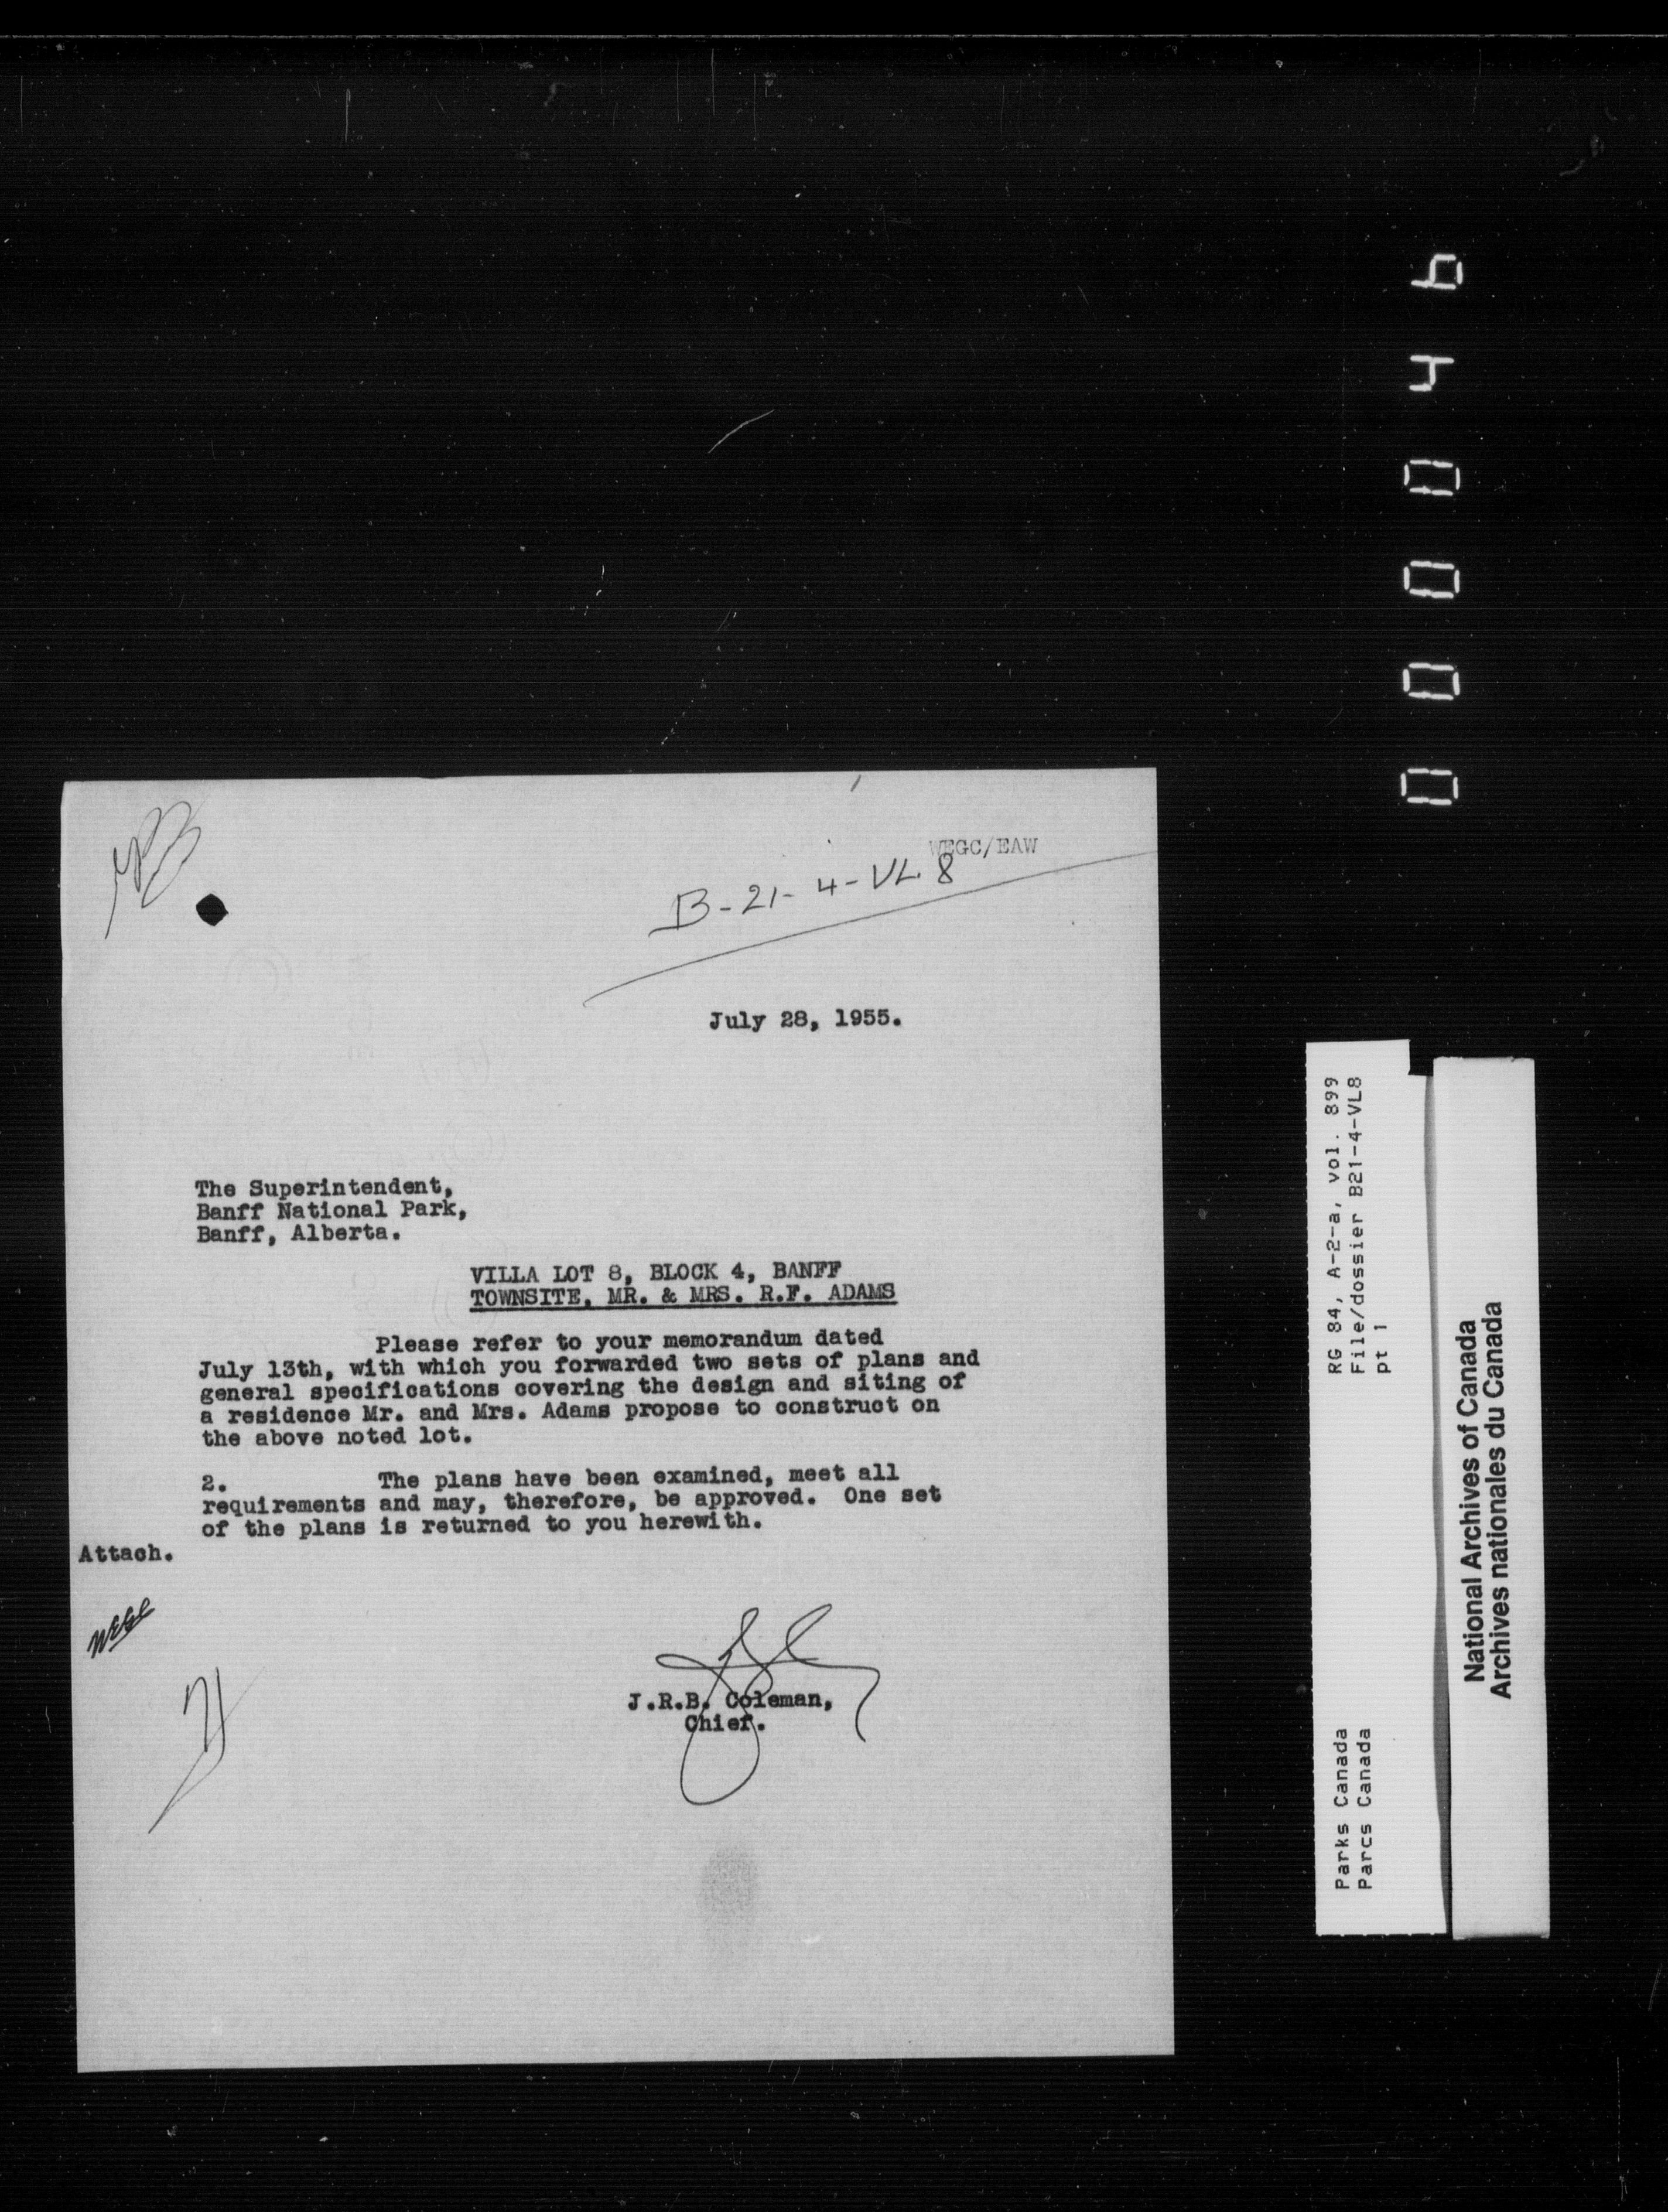 WEGC/EAW
B-21-4-VL 8
July 28, 1955.
The Superintendent,
Banff National Park,
Banff, Alberta.
VILLA LOT 8, BLOCK 4, BANFF
TOWNSITE, MR. & MRS. R.F. ADAMS
Please refer to your memorandum dated
July 13th, with which you forwarded two sets of plans and
general specifications covering the design and siting of
a residence Mr. and Mrs. Adams propose to construct on
the above noted lot.
2. The plans have been examined, meet all
requirements and may, therefore, be approved. One set
of the plans is returned to you herewith.
Attach.
WEGC
J.R.B. Coleman,
Chief.
000046
RG 84, A-2-a, vol. 899
File/dossier B21-4-VL8
pt 1
Parks Canada
Parcs Canada
National Archives of Canada
Archives nationales du Canada